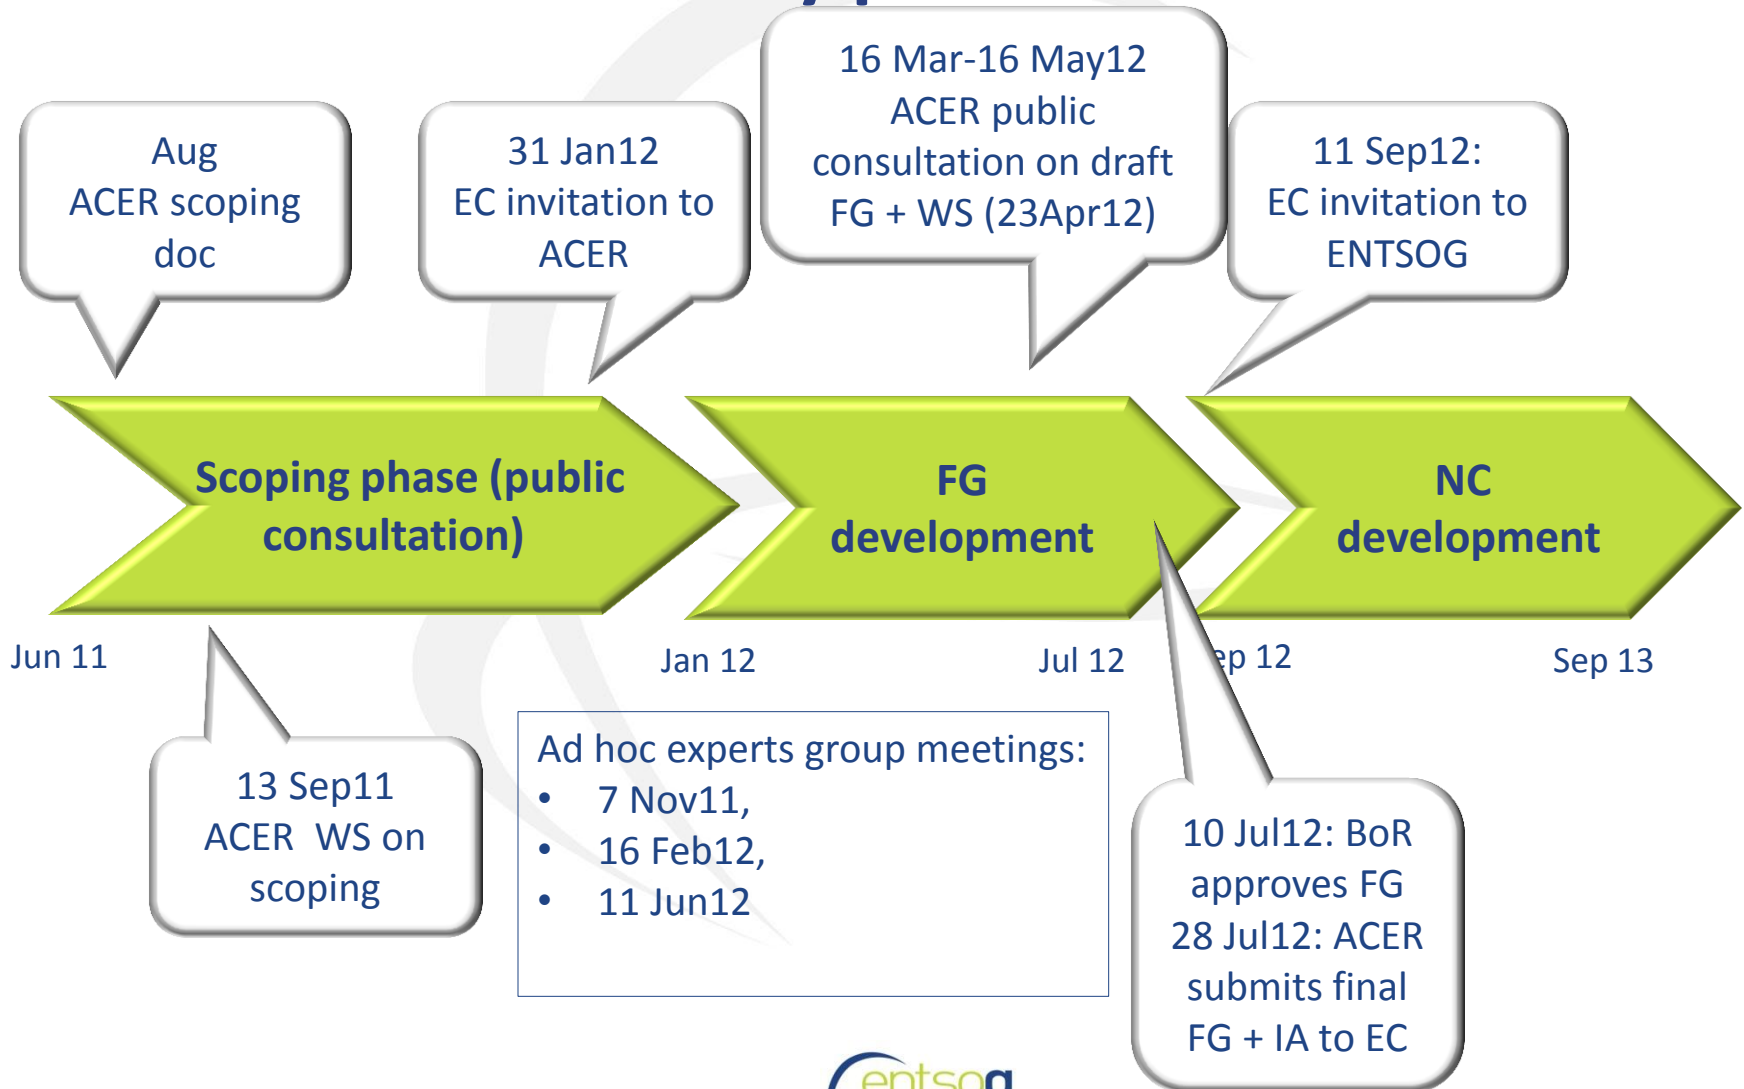 Aug
ACER scoping
doc
31 Jan12
EC invitation to
ACER
16 Mar-16 May12
ACER public
consultation on draft
FG + WS (23Apr12)
11 Sep12:
EC invitation to
ENTSOG
Scoping phase (public
consultation)
FG
development
NC
development
Jun 11
Jan 12
Jul 12
ep 12
Sep 13
13 Sep11
ACER  WS on
scoping
Ad hoc experts group meetings:
• 7 Nov11,
• 16 Feb12,
• 11 Jun12
10 Jul12: BoR
approves FG
28 Jul12: ACER
submits final
FG + IA to EC
entsog